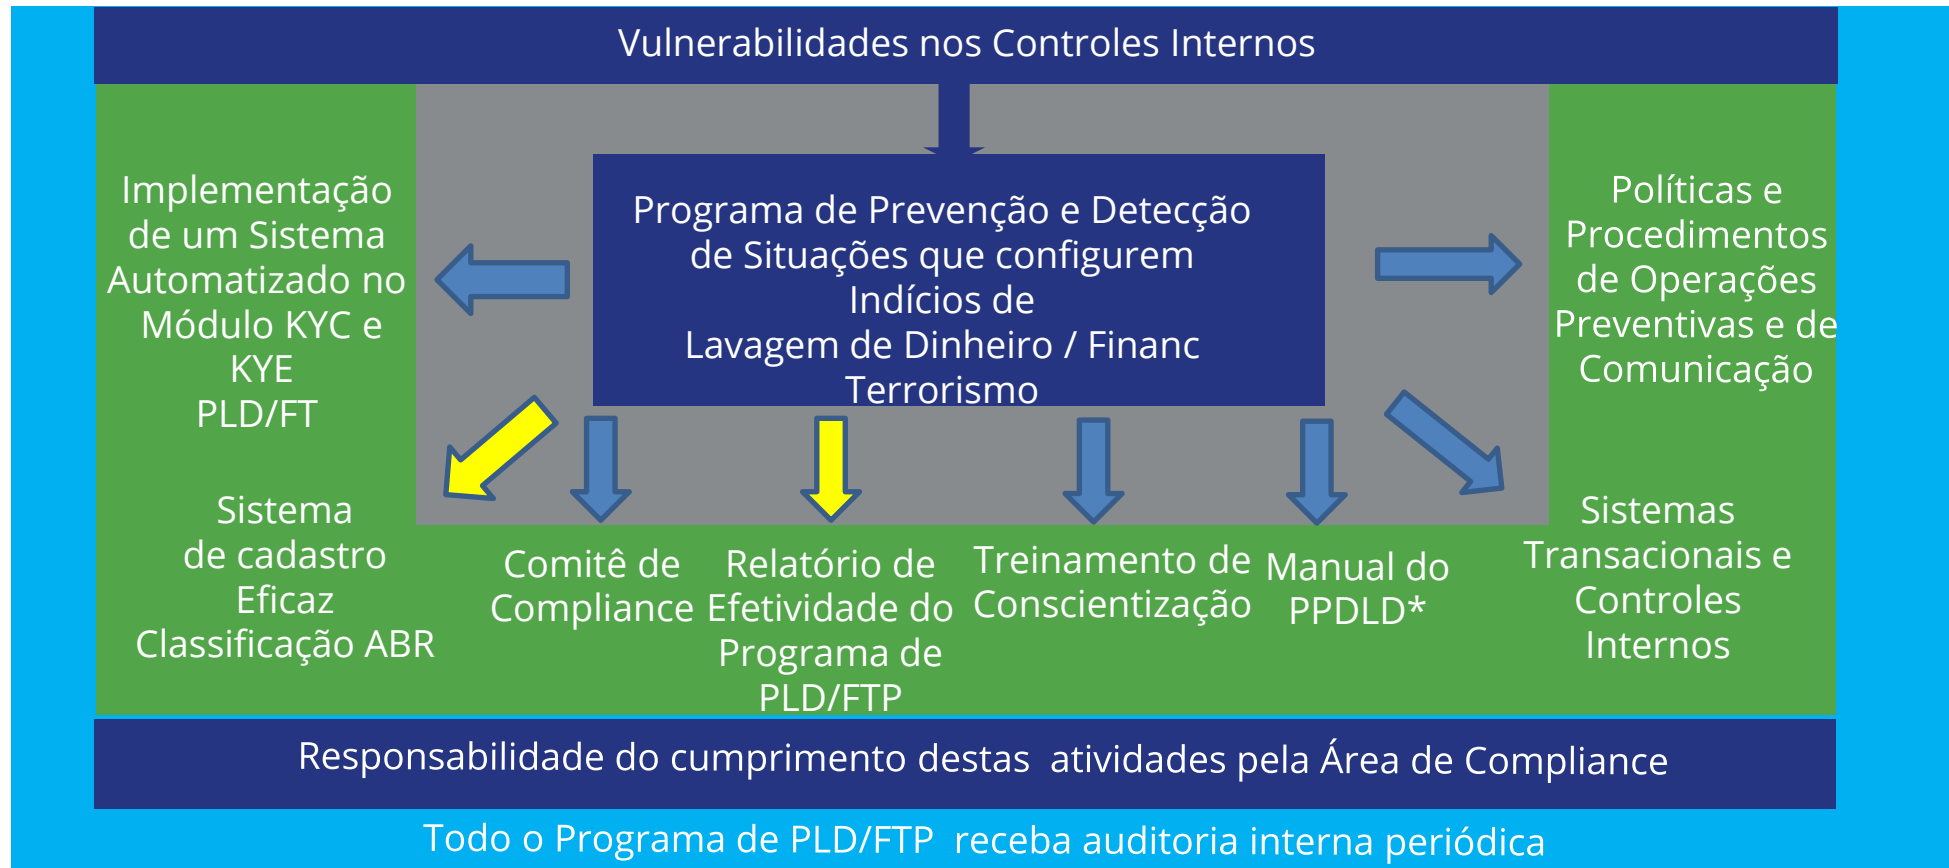 Vulnerabilidades nos Controles Internos
Implementação
de um Sistema
Automatizado no
Módulo KYC e
KYE
PLD/FT
Programa de Prevenção e Detecção
de Situações que configurem
Indícios de
Lavagem de Dinheiro / Financ
Terrorismo
Políticas e
Procedimentos
de Operações
Preventivas e de
Comunicação
Sistema
de cadastro
Eficaz
Classificação ABR
Comitê de
Compliance
Relatório de
Efetividade do
Programa de
PLD/FTP
Treinamento de
Conscientização
Manual do
PPDLD*
Sistemas
Transacionais e
Controles
Internos
Responsabilidade do cumprimento destas  atividades pela Área de Compliance
Todo o Programa de PLD/FTP  receba auditoria interna periódica